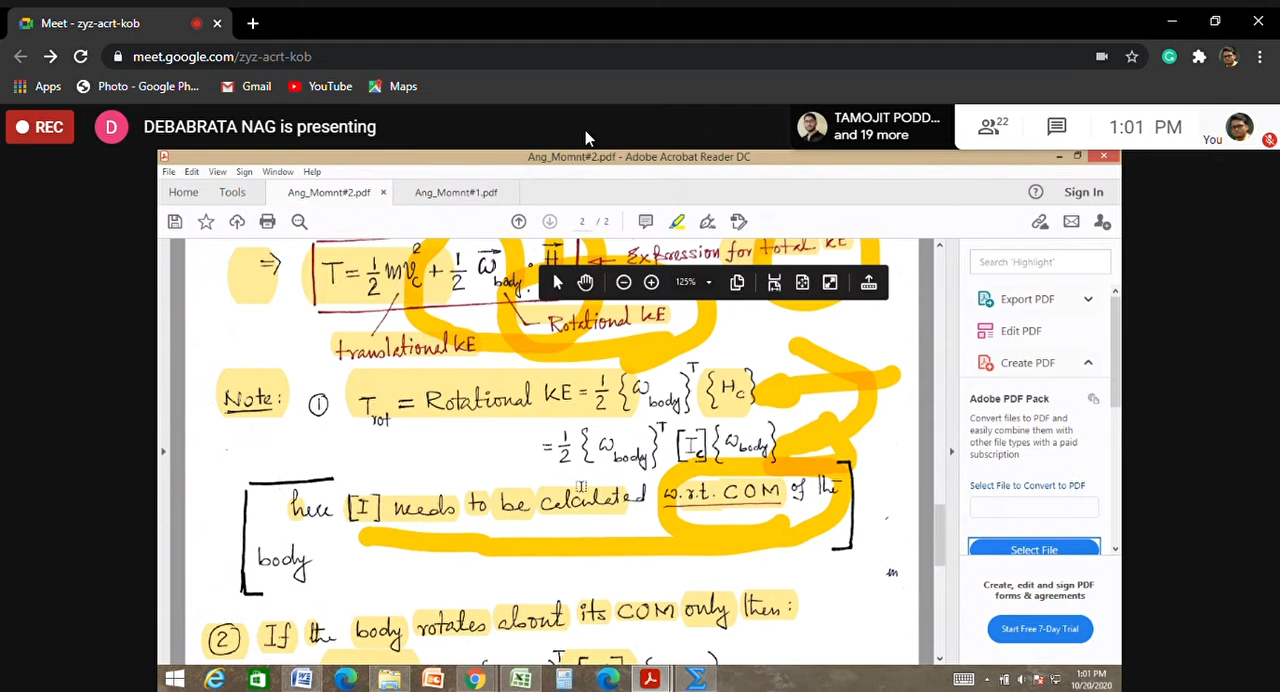 Meet - zyz-acrt-kob
meet.google.com/zyz-acrt-kob
Apps Photo - Google Ph... Gmail YouTube Maps
REC D DEBABRATA NAG is presenting
TAMOJIT PODD...
and 19 more
22
1:01 PM
You
Ang_Momnt#2.pdf - Adobe Acrobat Reader DC
File Edit View Sign Window Help
Home Tools Ang_Momnt#2.pdf × Ang_Momnt#1.pdf Sign In
2 / 2
⇒ T = 1/2 mv_c² + 1/2 ω⃗_body . H⃗ ← Expression for total KE
125%
Rotational KE
translational KE
Note: ① T_rot = Rotational KE = 1/2 {ω_body}^T {H_c}
= 1/2 {ω_body}^T [I_c] {ω_body}
here [I] needs to be calculated w.r.t. COM of the
body
m
② If the body rotates about its COM only then:
Search 'Highlight'
Export PDF
Edit PDF
Create PDF
Adobe PDF Pack
Convert files to PDF and
easily combine them with
other file types with a paid
subscription
Select File to Convert to PDF
Select File
Create, edit and sign PDF
forms & agreements
Start Free 7-Day Trial
1:01 PM
10/20/2020